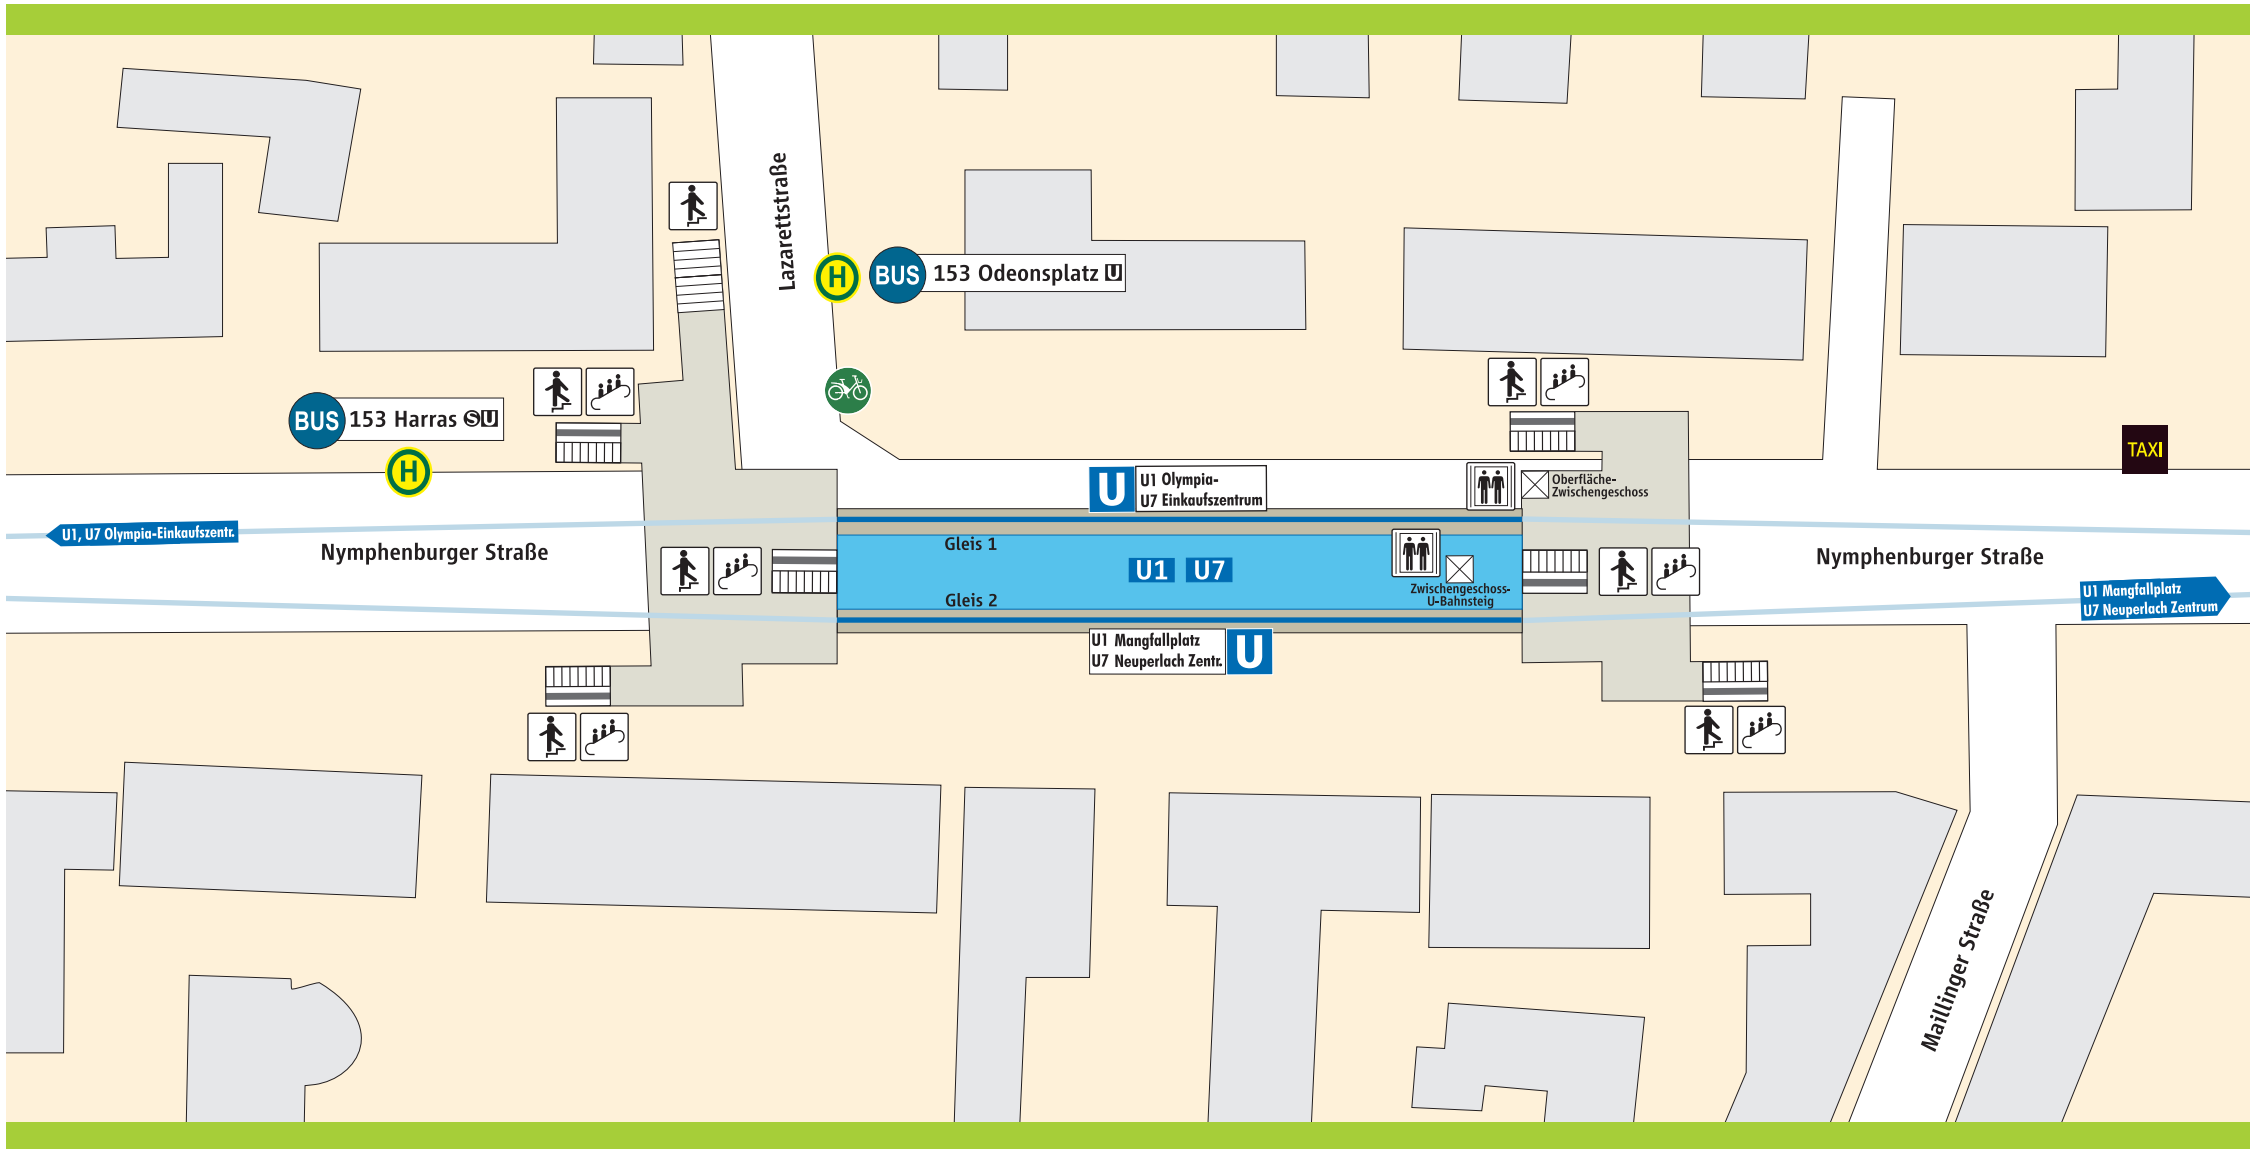 Lazarettstraße
H
BUS
153 Odeonsplatz U
BUS
153 Harras S U
H
TAXI
U
U1 Olympia-
U7 Einkaufszentrum
Oberfläche-
Zwischengeschoss
U1, U7 Olympia-Einkaufszentr.
Nymphenburger Straße
Gleis 1
U1 U7
Gleis 2
Zwischengeschoss-
U-Bahnsteig
Nymphenburger Straße
U1 Mangfallplatz
U7 Neuperlach Zentrum
U1 Mangfallplatz
U7 Neuperlach Zentr.
U
Maillinger Straße